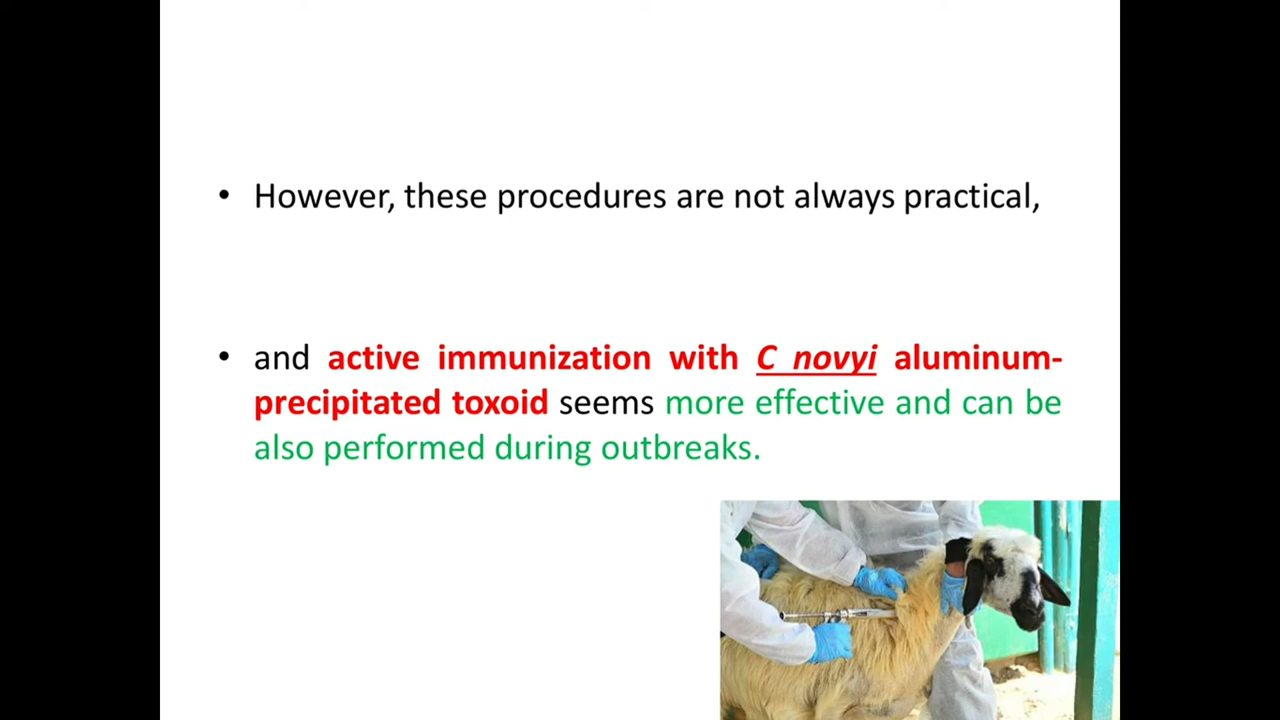 • However, these procedures are not always practical,
• and active immunization with C novyi aluminum-
precipitated toxoid seems more effective and can be
also performed during outbreaks.